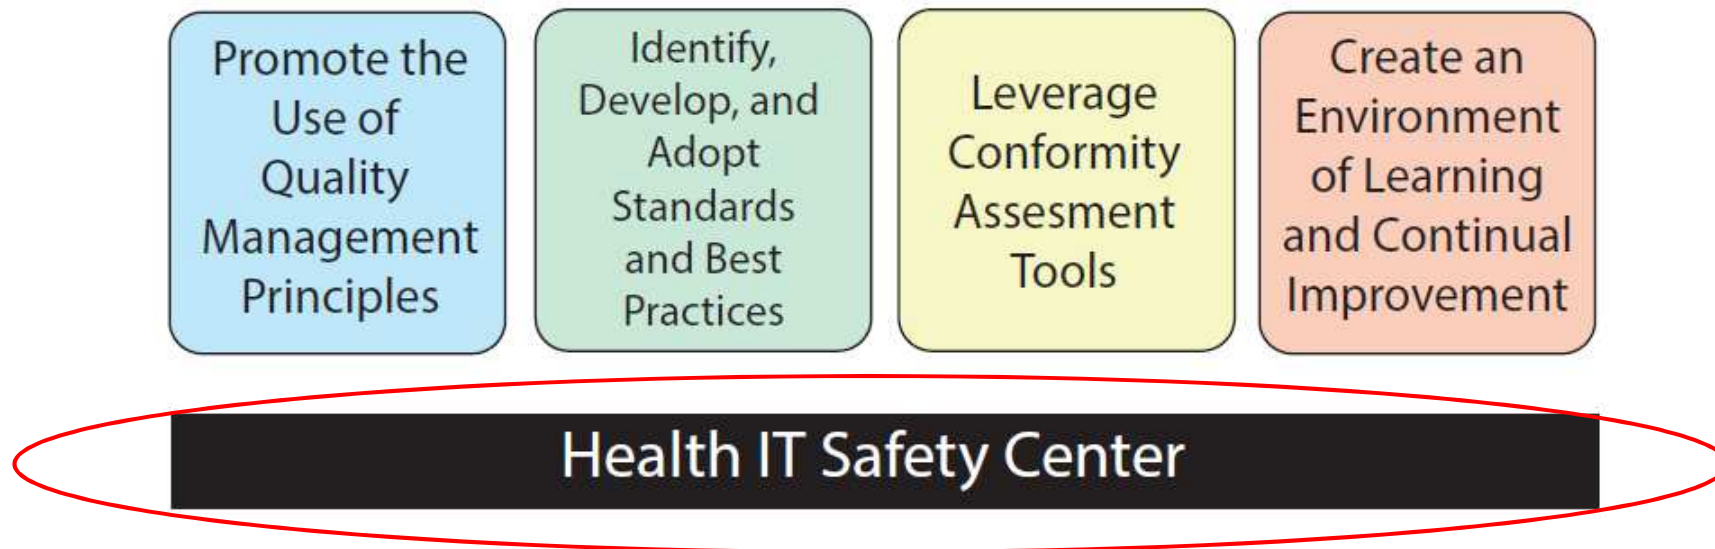 Promote the
Use of
Quality
Management
Principles
Identify,
Develop, and
Adopt
Standards
and Best
Practices
Leverage
Conformity
Assesment
Tools
Create an
Environment
of Learning
and Continual
Improvement
Health IT Safety Center